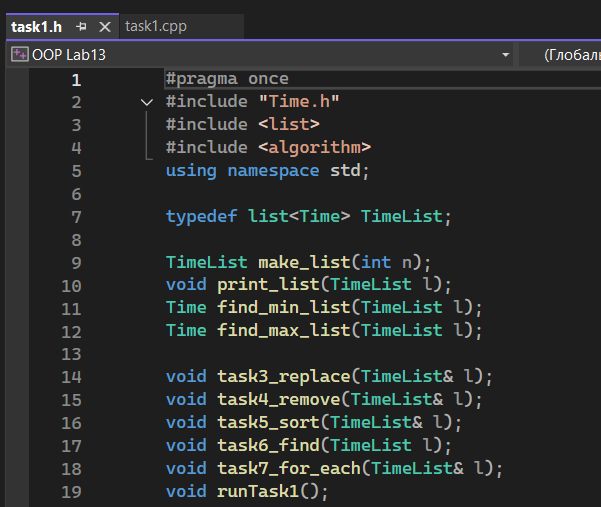 task1.h task1.cpp
OOP Lab13 (Глобаль
1 #pragma once
2 #include "Time.h"
3 #include <list>
4 #include <algorithm>
5 using namespace std;
6
7 typedef list<Time> TimeList;
8
9 TimeList make_list(int n);
10 void print_list(TimeList l);
11 Time find_min_list(TimeList l);
12 Time find_max_list(TimeList l);
13
14 void task3_replace(TimeList& l);
15 void task4_remove(TimeList& l);
16 void task5_sort(TimeList& l);
17 void task6_find(TimeList l);
18 void task7_for_each(TimeList& l);
19 void runTask1();